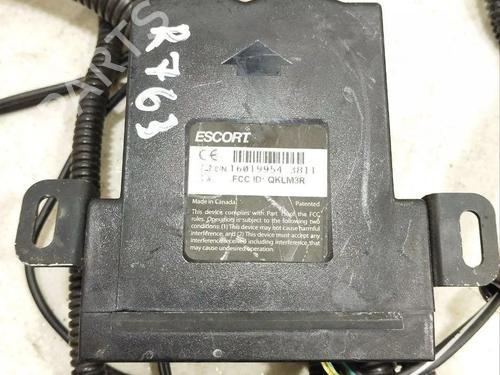 R763
PARTS
ESCORT.
CE
S/N 16019954 3811
FCC ID: QKLM3R
Made in Canada.    Patented
This device complies with Part 15 of the FCC
rules. Operation is subject to the following two
conditions: (1) This device may not cause harmful
interference, and (2) This device must accept any
interference received including interference that
may cause undesired operation.